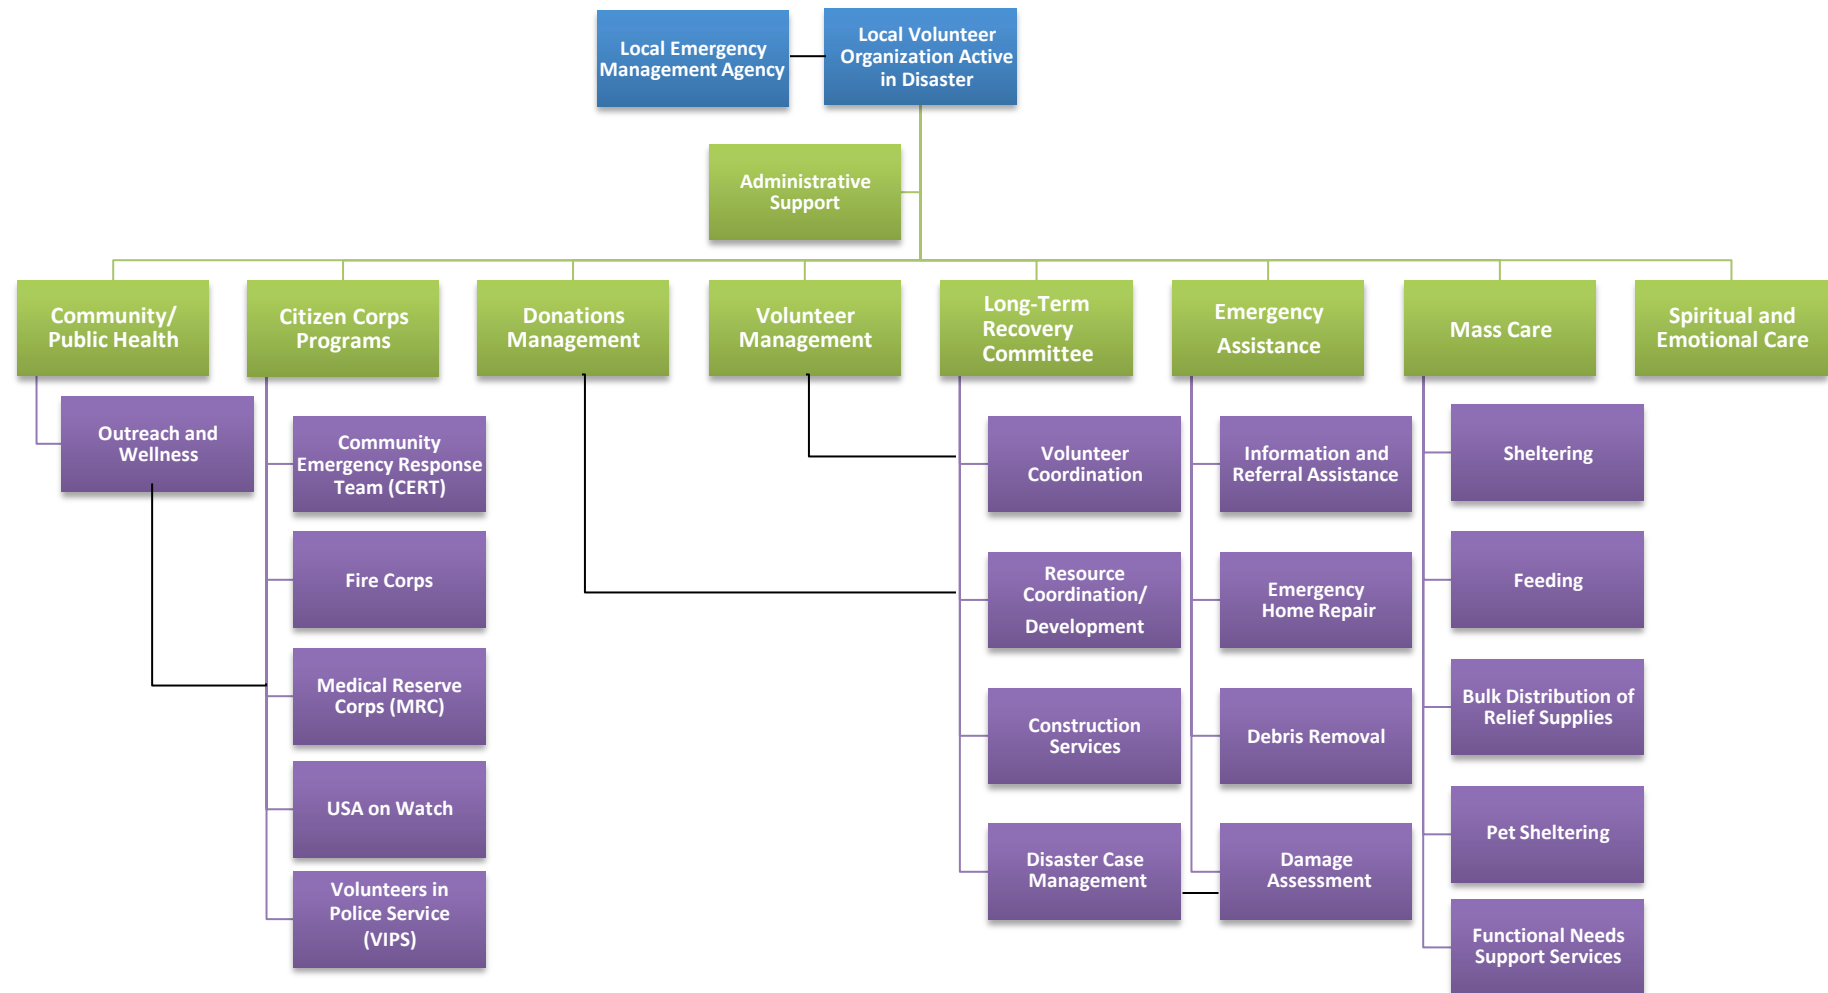 Local Emergency
Management Agency
Local Volunteer
Organization Active
in Disaster
Administrative
Support
Community/
Public Health
Citizen Corps
Programs
Donations
Management
Volunteer
Management
Long-Term
Recovery
Committee
Emergency
Assistance
Mass Care
Spiritual and
Emotional Care
Outreach and
Wellness
Community
Emergency Response
Team (CERT)
Fire Corps
Medical Reserve
Corps (MRC)
USA on Watch
Volunteers in
Police Service
(VIPS)
Volunteer
Coordination
Resource
Coordination/
Development
Construction
Services
Disaster Case
Management
Information and
Referral Assistance
Emergency
Home Repair
Debris Removal
Damage
Assessment
Sheltering
Feeding
Bulk Distribution of
Relief Supplies
Pet Sheltering
Functional Needs
Support Services